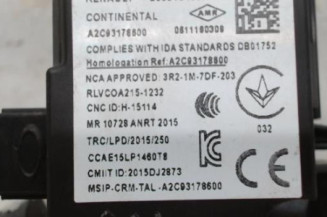 CONTINENTAL
A2C93178600
0811160308
COMPLIES WITH IDA STANDARDS DB01752
Homologation Ref.:A2C93178600
NCA APPROVED: 3R2-1M-7DF-203
RLVCOA215-1232
CNC ID: H-15114
032
MR 10728 ANRT 2015
TRC/LPD/2015/250
CCAE15LP1460T8
CMIIT ID:2015DJ2873
MSIP-CRM-TAL-A2C93178600